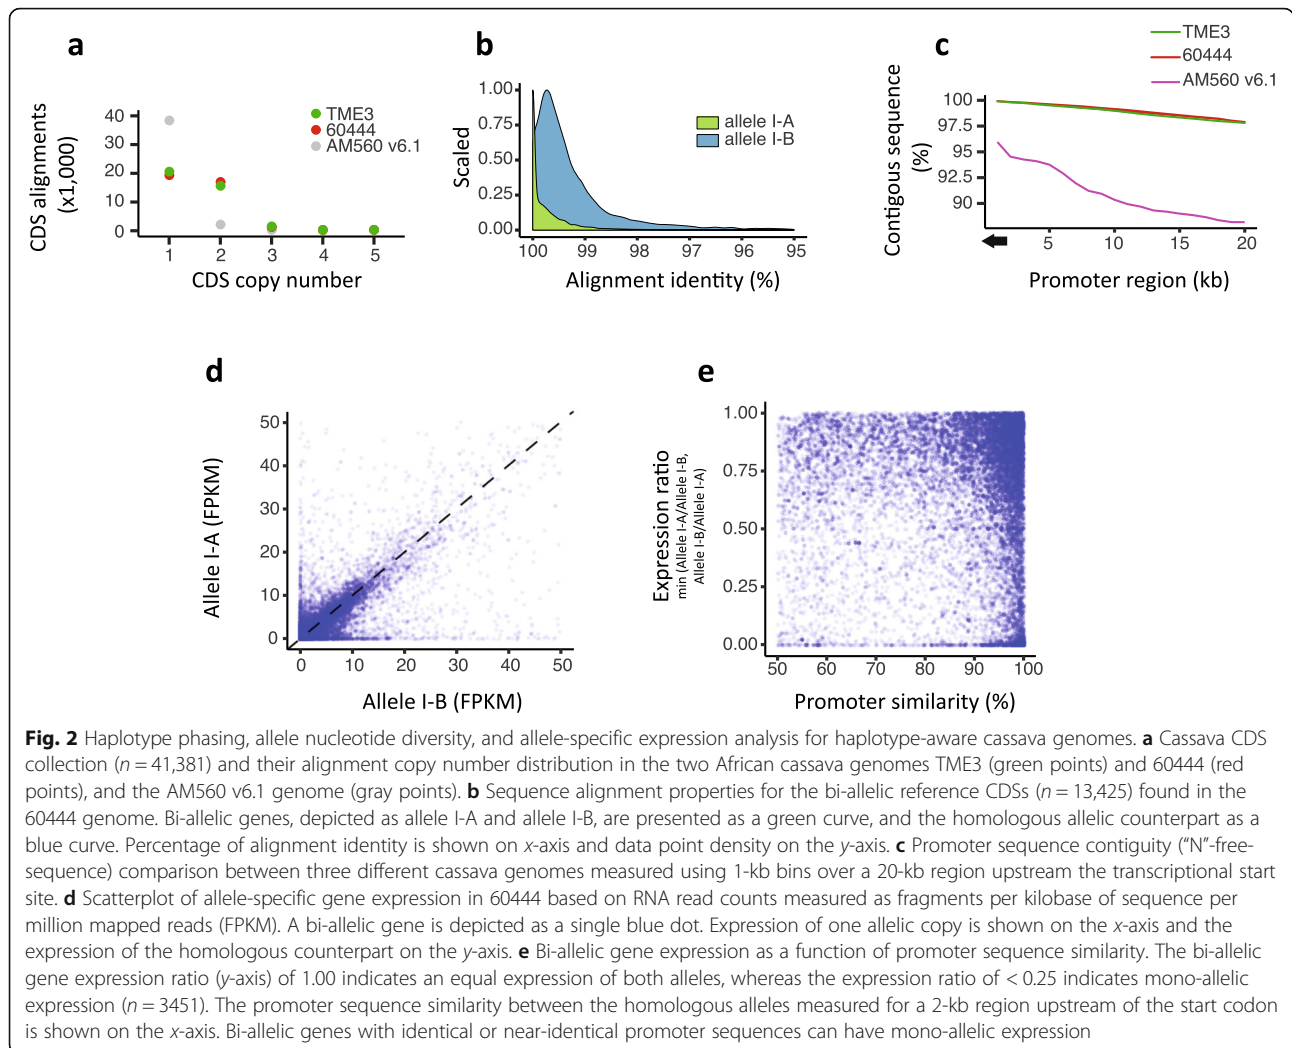 a
CDS alignments
(x1,000)
40
30
20
10
0
1
2
3
4
5
CDS copy number
TME3
60444
AM560 v6.1
b
Scaled
1.00
0.75
0.50
0.25
0.00
100
99
98
97
96
95
Alignment identity (%)
allele I-A
allele I-B
c
TME3
60444
AM560 v6.1
Contigous sequence
(%)
100
97.5
95
92.5
90
5
10
15
20
Promoter region (kb)
d
Allele I-A (FPKM)
50
40
30
20
10
0
0
10
20
30
40
50
Allele I-B (FPKM)
e
Expression ratio
min (Allele I-A/Allele I-B,
Allele I-B/Allele I-A)
1.00
0.75
0.50
0.25
0.00
50
60
70
80
90
100
Promoter similarity (%)
Fig. 2 Haplotype phasing, allele nucleotide diversity, and allele-specific expression analysis for haplotype-aware cassava genomes. a Cassava CDS
collection (n = 41,381) and their alignment copy number distribution in the two African cassava genomes TME3 (green points) and 60444 (red
points), and the AM560 v6.1 genome (gray points). b Sequence alignment properties for the bi-allelic reference CDSs (n = 13,425) found in the
60444 genome. Bi-allelic genes, depicted as allele I-A and allele I-B, are presented as a green curve, and the homologous allelic counterpart as a
blue curve. Percentage of alignment identity is shown on x-axis and data point density on the y-axis. c Promoter sequence contiguity (“N”-free-
sequence) comparison between three different cassava genomes measured using 1-kb bins over a 20-kb region upstream the transcriptional start
site. d Scatterplot of allele-specific gene expression in 60444 based on RNA read counts measured as fragments per kilobase of sequence per
million mapped reads (FPKM). A bi-allelic gene is depicted as a single blue dot. Expression of one allelic copy is shown on the x-axis and the
expression of the homologous counterpart on the y-axis. e Bi-allelic gene expression as a function of promoter sequence similarity. The bi-allelic
gene expression ratio (y-axis) of 1.00 indicates an equal expression of both alleles, whereas the expression ratio of < 0.25 indicates mono-allelic
expression (n = 3451). The promoter sequence similarity between the homologous alleles measured for a 2-kb region upstream of the start codon
is shown on the x-axis. Bi-allelic genes with identical or near-identical promoter sequences can have mono-allelic expression